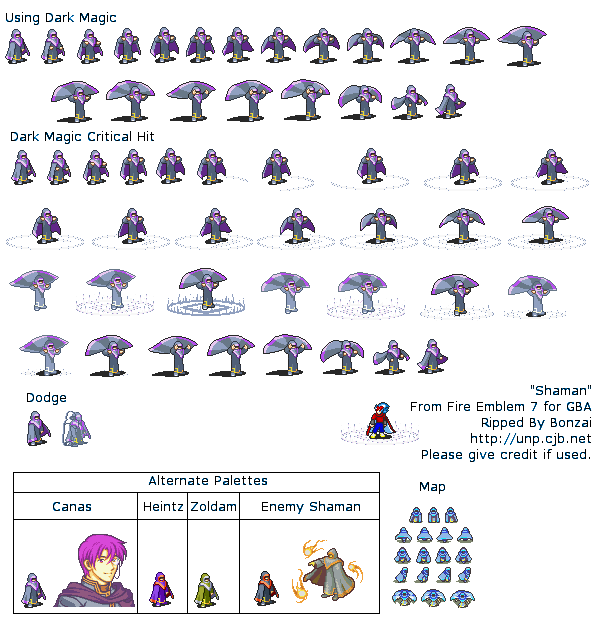 Using Dark Magic
Dark Magic Critical Hit
Dodge
"Shaman"
From Fire Emblem 7 for GBA
Ripped By Bonzai
http://unp.cjb.net
Please give credit if used.
Alternate Palettes
Canas
Heintz
Zoldam
Enemy Shaman
Map